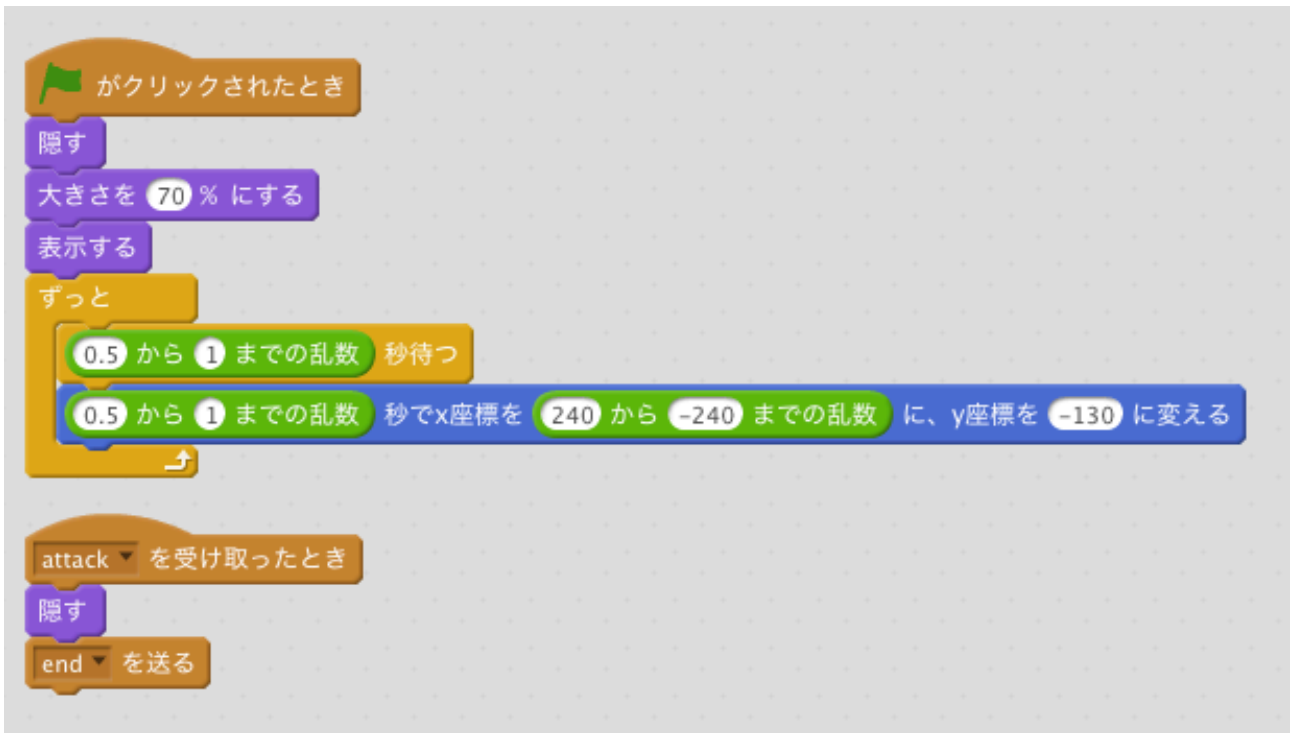 がクリックされたとき
隠す
大きさを 70 % にする
表示する
ずっと
0.5 から 1 までの乱数 秒待つ
0.5 から 1 までの乱数 秒でx座標を 240 から -240 までの乱数 に、y座標を -130 に変える
attack を受け取ったとき
隠す
end を送る